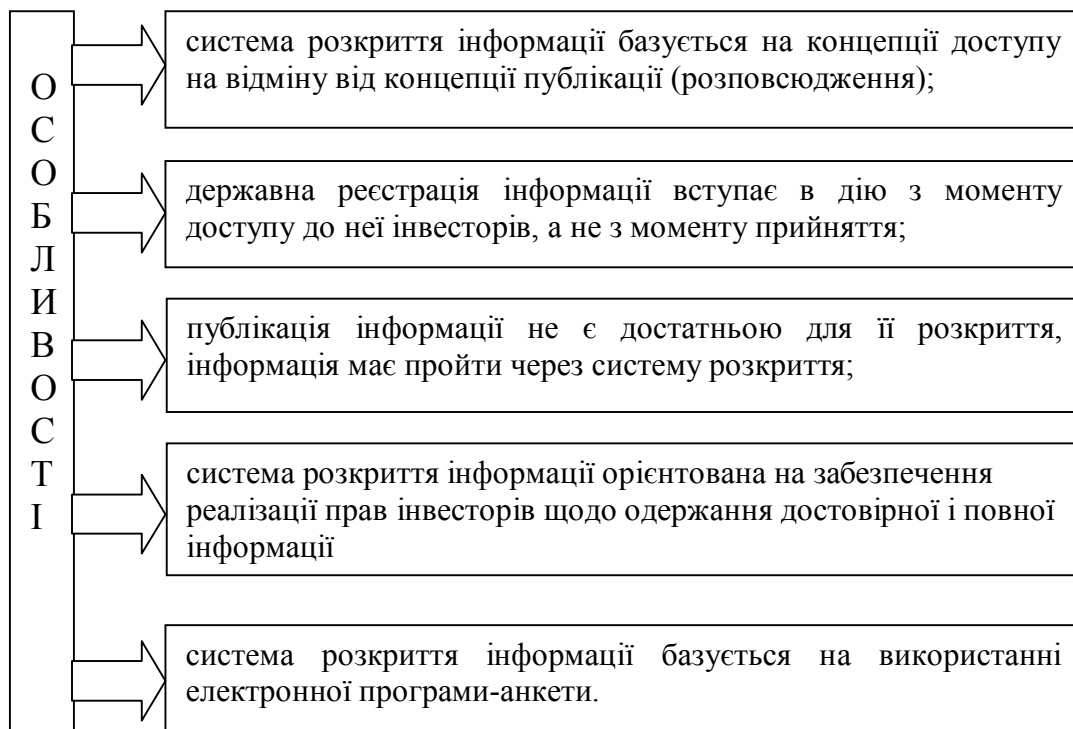 ОСОБЛИВОСТІ
система розкриття інформації базується на концепції доступу
на відміну від концепції публікації (розповсюдження);
державна реєстрація інформації вступає в дію з моменту
доступу до неї інвесторів, а не з моменту прийняття;
публікація інформації не є достатньою для її розкриття,
інформація має пройти через систему розкриття;
система розкриття інформації орієнтована на забезпечення
реалізації прав інвесторів щодо одержання достовірної і повної
інформації
система розкриття інформації базується на використанні
електронної програми-анкети.